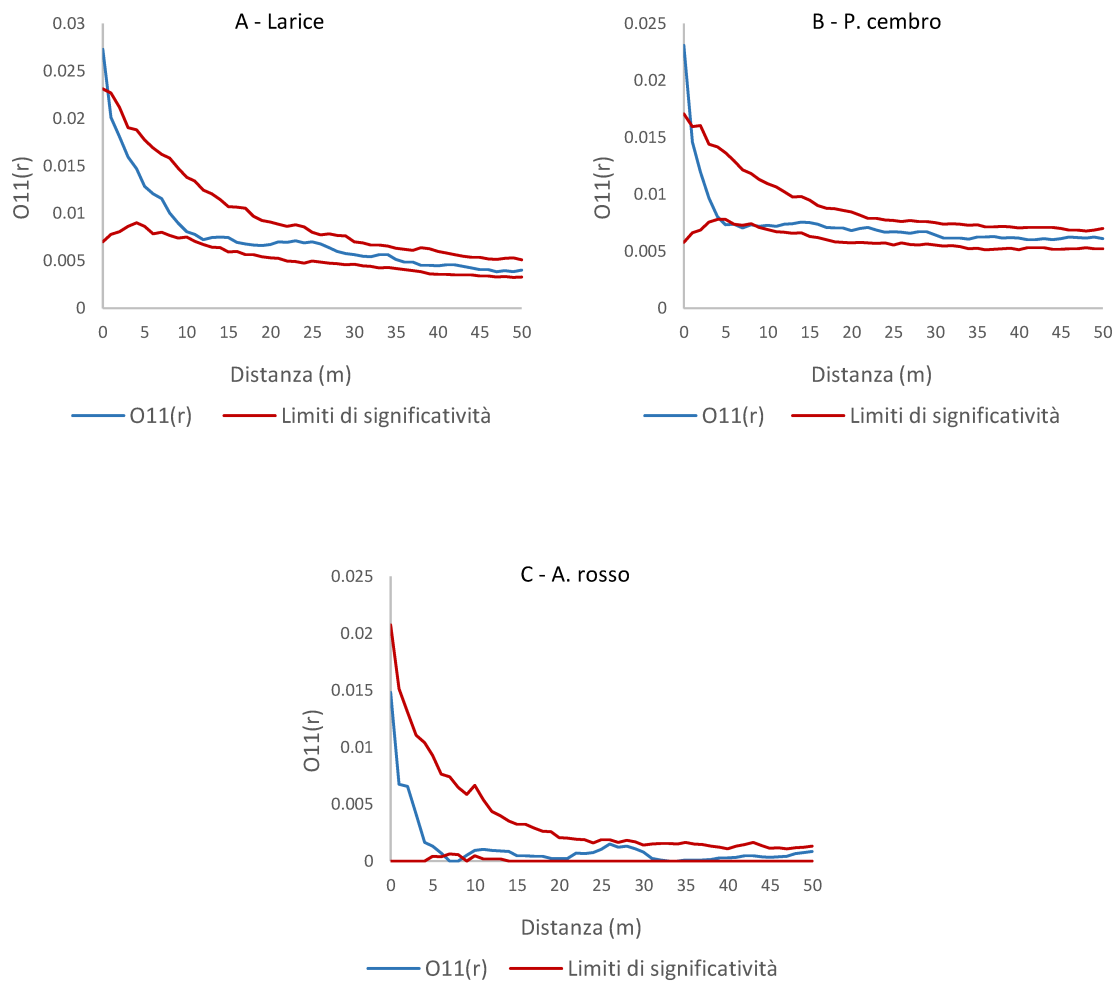 A - Larice
0.03
0.025
0.02
0.015
0.01
0.005
0
O11(r)
0 5 10 15 20 25 30 35 40 45 50
Distanza (m)
O11(r) Limiti di significatività
B - P. cembro
0.025
0.02
0.015
0.01
0.005
0
O11(r)
0 5 10 15 20 25 30 35 40 45 50
Distanza (m)
O11(r) Limiti di significatività
C - A. rosso
0.025
0.02
0.015
0.01
0.005
0
O11(r)
0 5 10 15 20 25 30 35 40 45 50
Distanza (m)
O11(r) Limiti di significatività